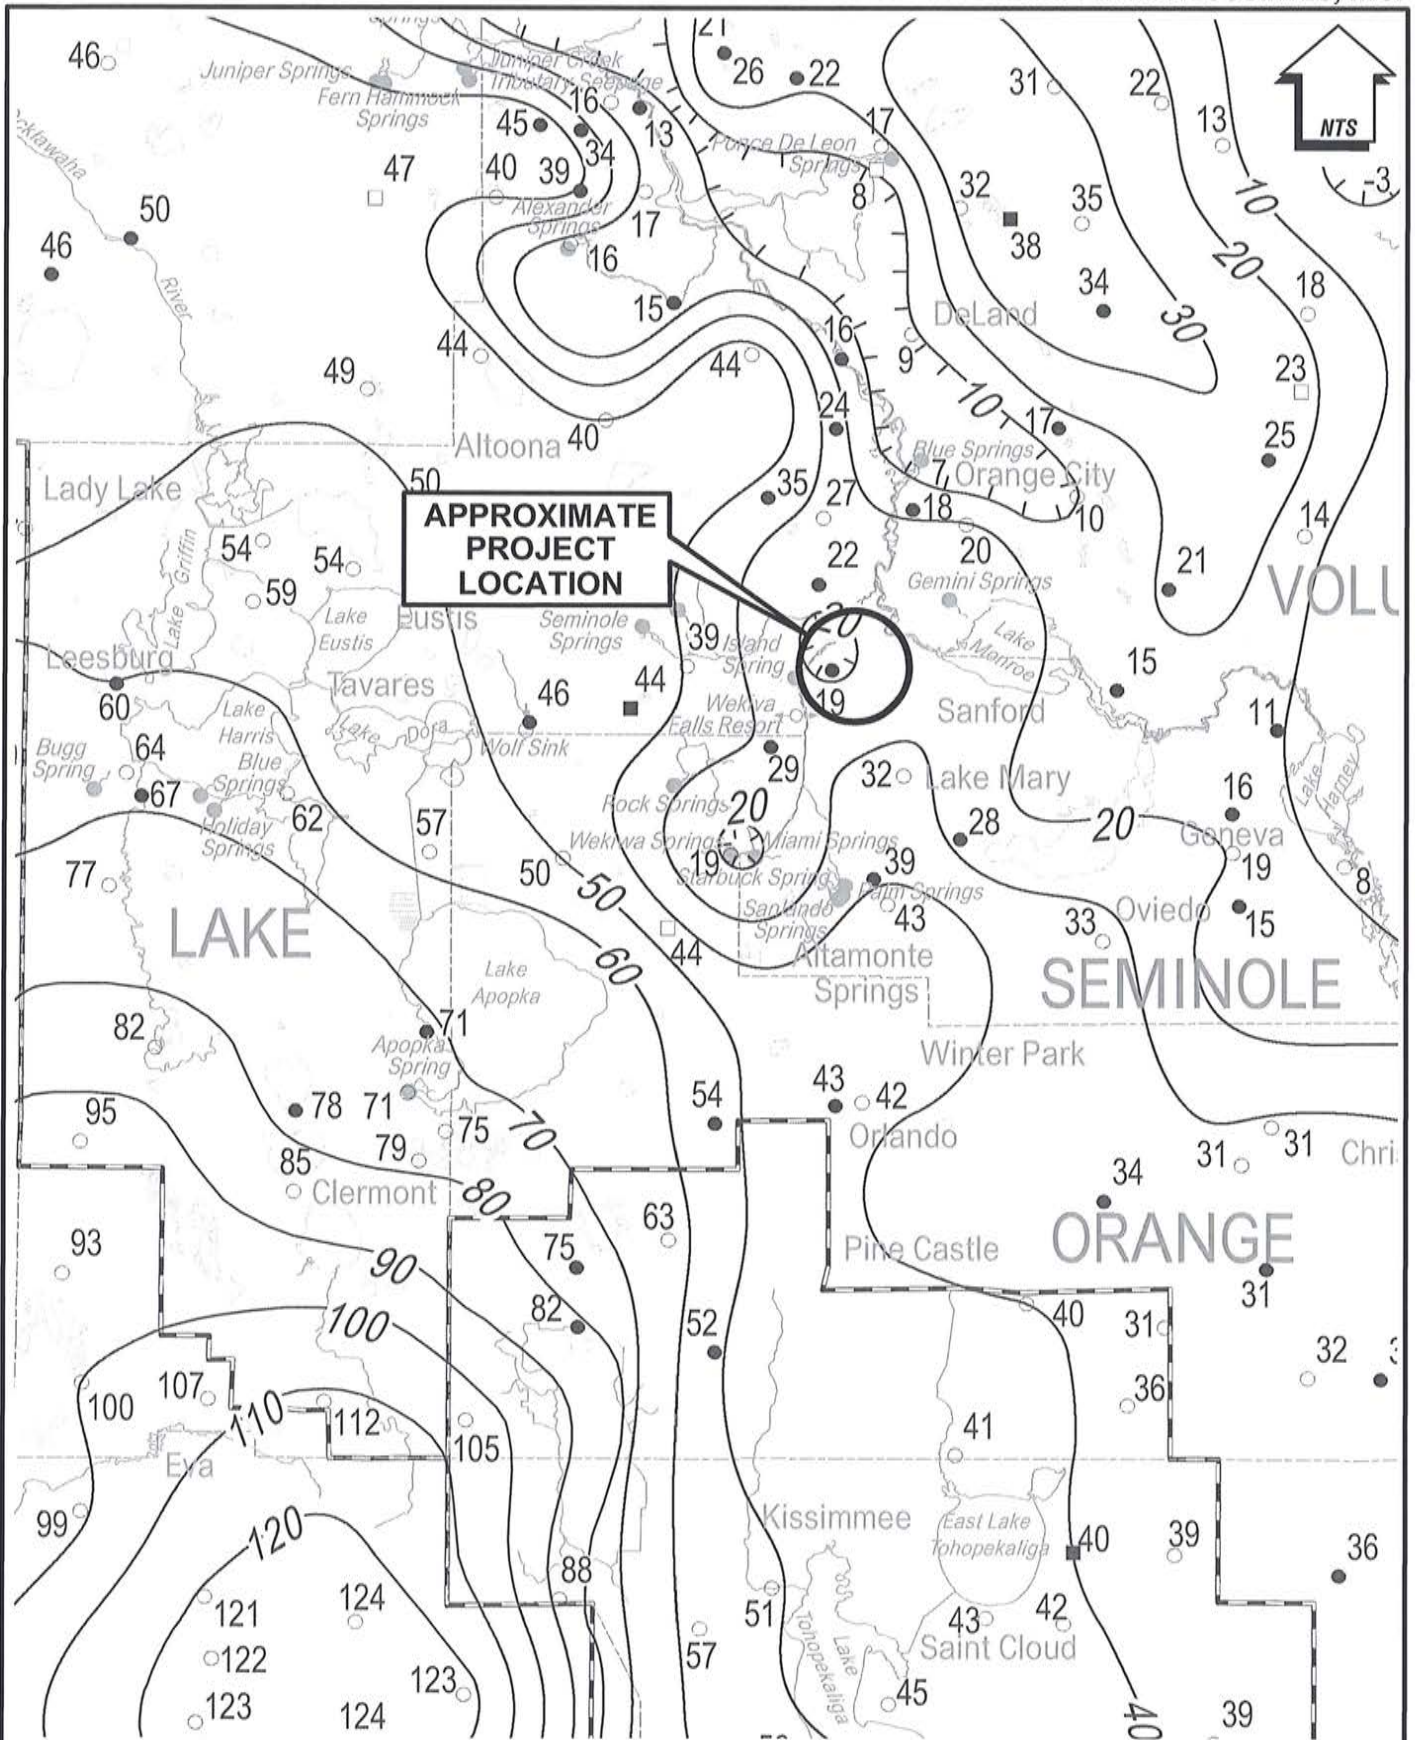 21
46
26
22
Juniper Springs
Juniper Creek
Tributary Seepage
Fern Hammock
Springs
16
31
22
NTS
45
13
17
13
34
Ponce De Leon
Springs
47
40
39
8
32
35
10
-3
50
Alexander
Springs
17
38
46
16
20
River
15
34
18
DeLand
30
44
16
44
9
49
23
24
10
17
40
Altoona
25
Blue Springs
50
7
Orange City
Lady Lake
35
27
18
10
14
APPROXIMATE
PROJECT
LOCATION
54
54
20
22
21
Lake Griffin
Gemini Springs
VOLU
59
Lake
Eustis
Eustis
Seminole
Springs
20
39
Island
Spring
Lake
Monroe
Leesburg
15
Tavares
46
44
19
Sanford
60
Lake
Harris
Wekiva
Falls Resort
11
Lake
Dora
Wolf Sink
Bugg
Spring
64
Blue
Springs
29
32
Lake Mary
Lake
Harney
67
16
Rock Springs
20
62
57
28
20
Holiday
Springs
Wekiwa Springs
Miami Springs
Geneva
50
19
39
19
77
Starbuck Spring
Palm Springs
8
50
43
Oviedo
LAKE
Sanlando
Springs
33
15
44
Altamonte
Springs
60
Lake
Apopka
SEMINOLE
82
71
Apopka
Spring
Winter Park
78
71
54
43
42
95
75
70
Orlando
79
31
31
Chri
85
Clermont
80
34
63
93
75
Pine Castle
ORANGE
90
31
82
52
40
31
100
32
107
100
36
110
112
41
105
Eva
99
120
Kissimmee
East Lake
Tohopekaliga
40
39
36
88
121
124
51
43
42
Lake
Tohopekaliga
57
Saint Cloud
122
123
45
123
124
40
39